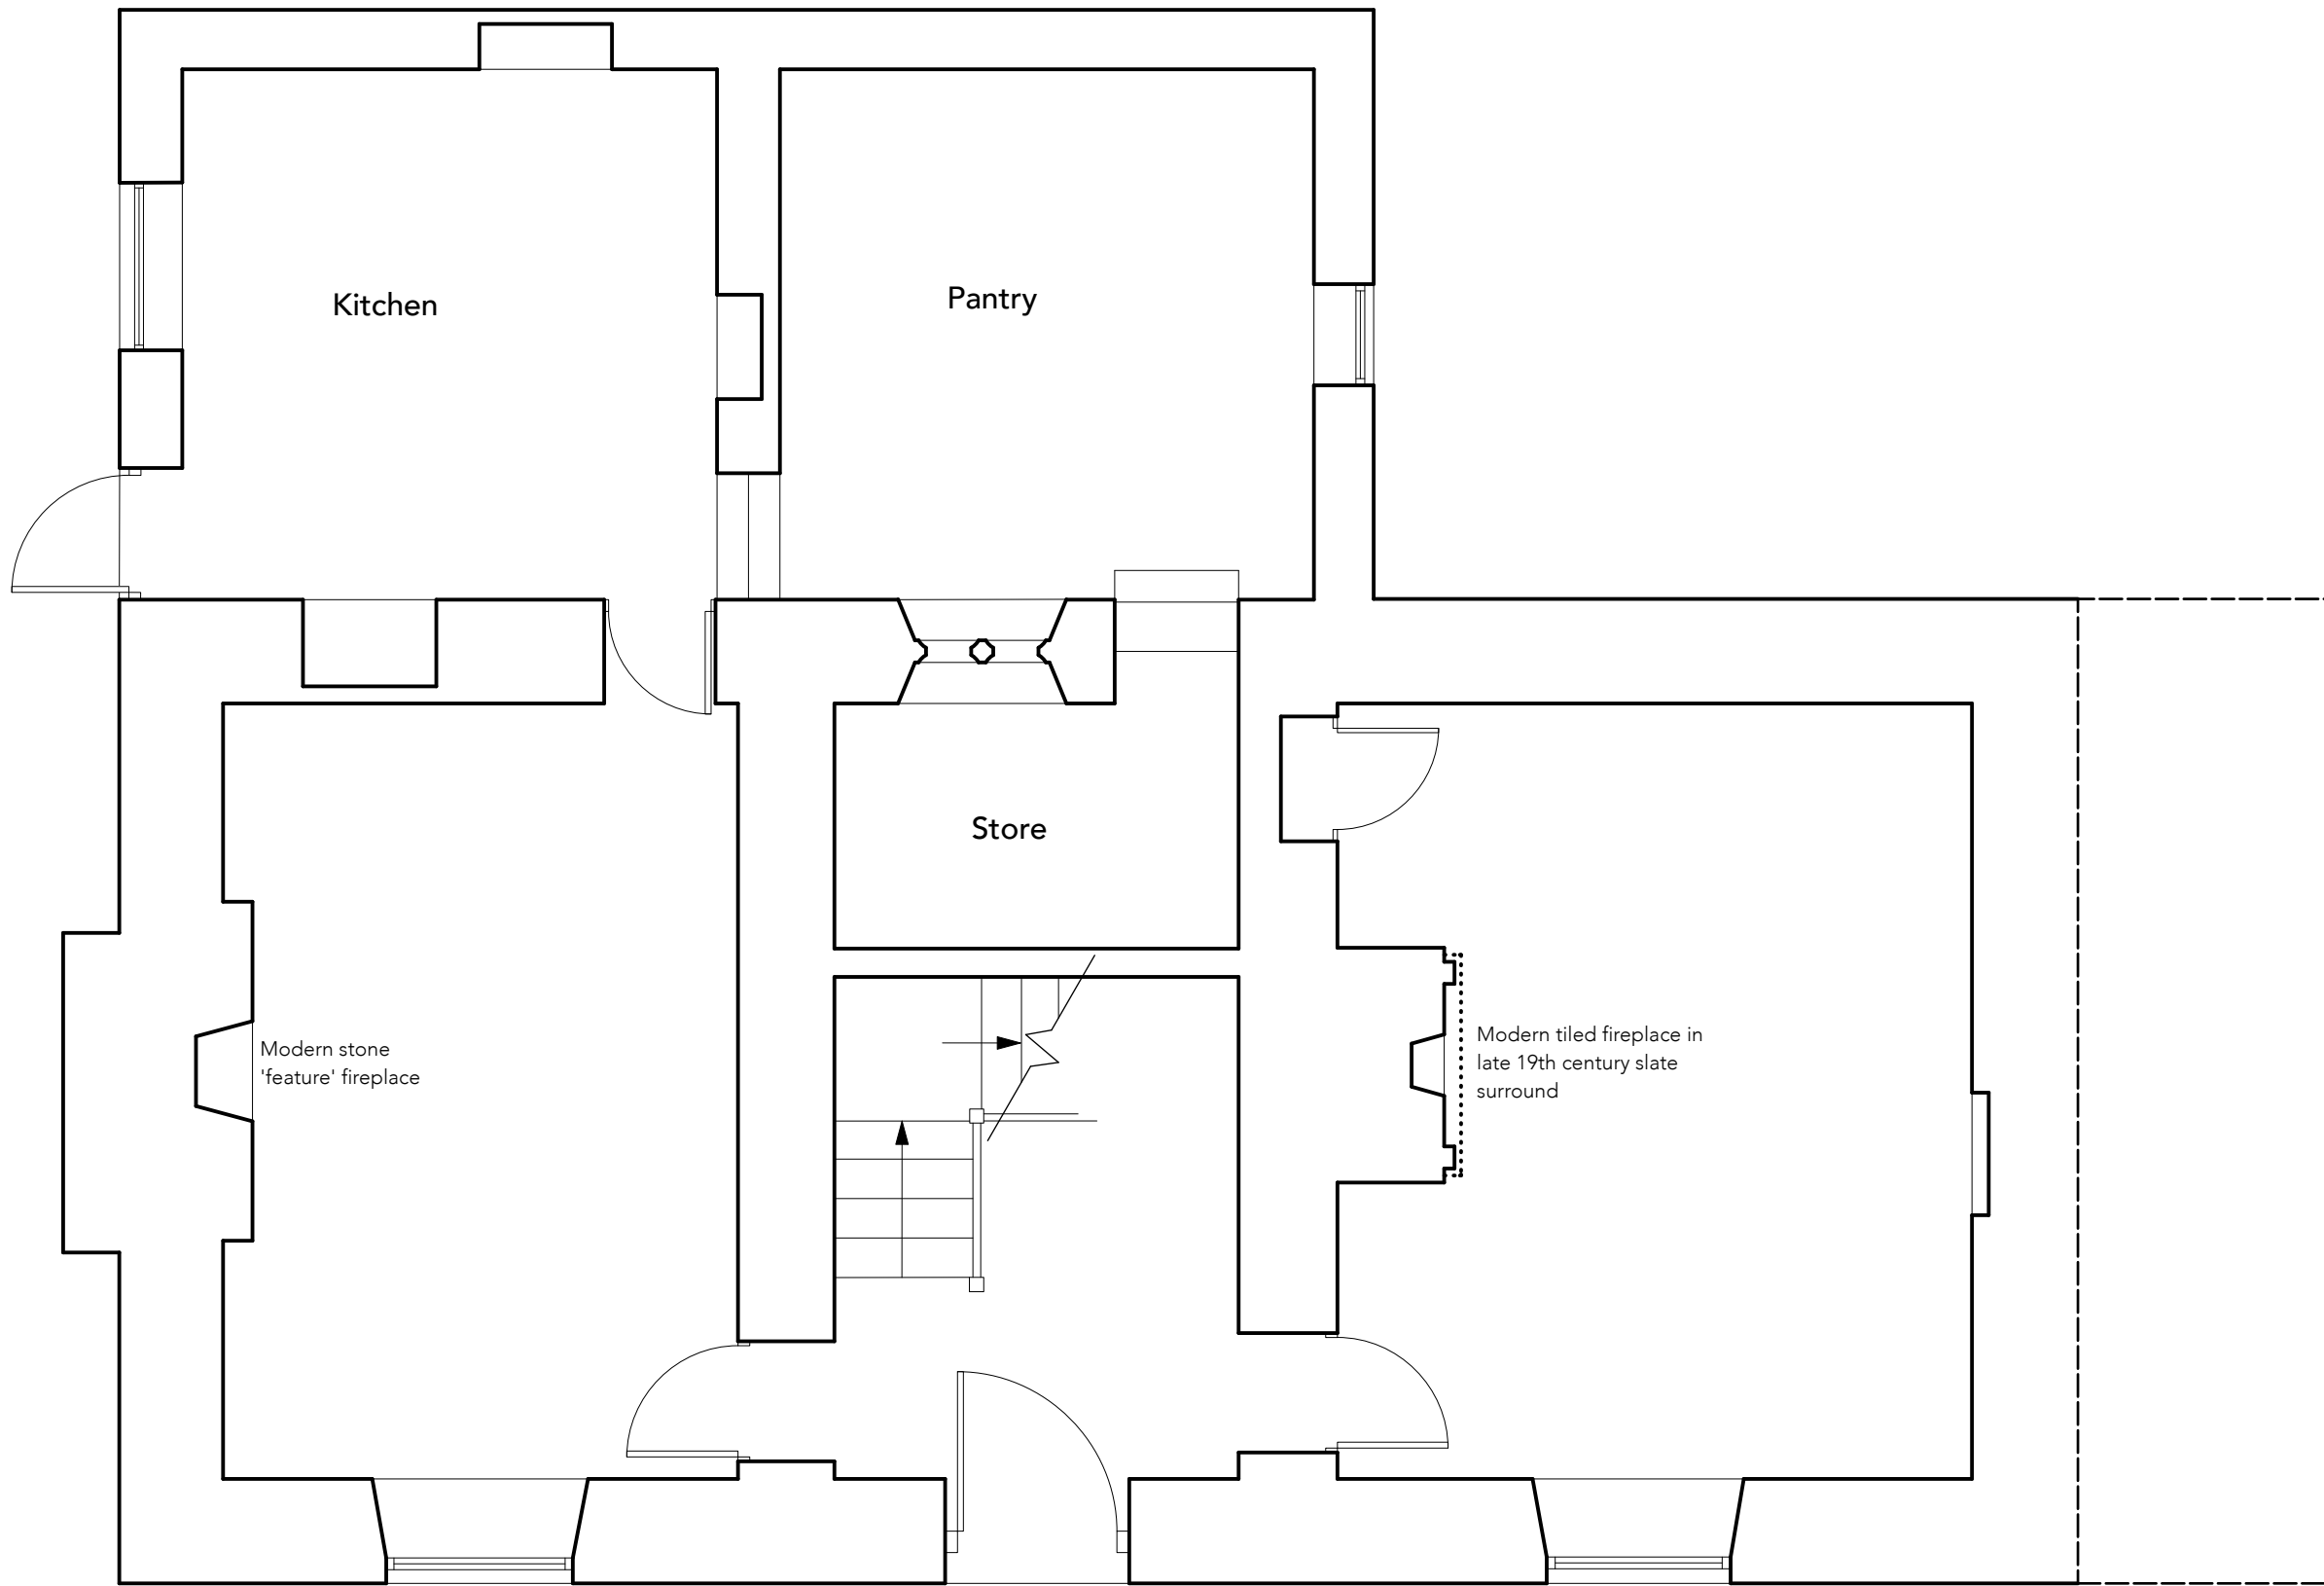 Kitchen
Pantry
Store
Modern stone
'feature' fireplace
Modern tiled fireplace in
late 19th century slate
surround